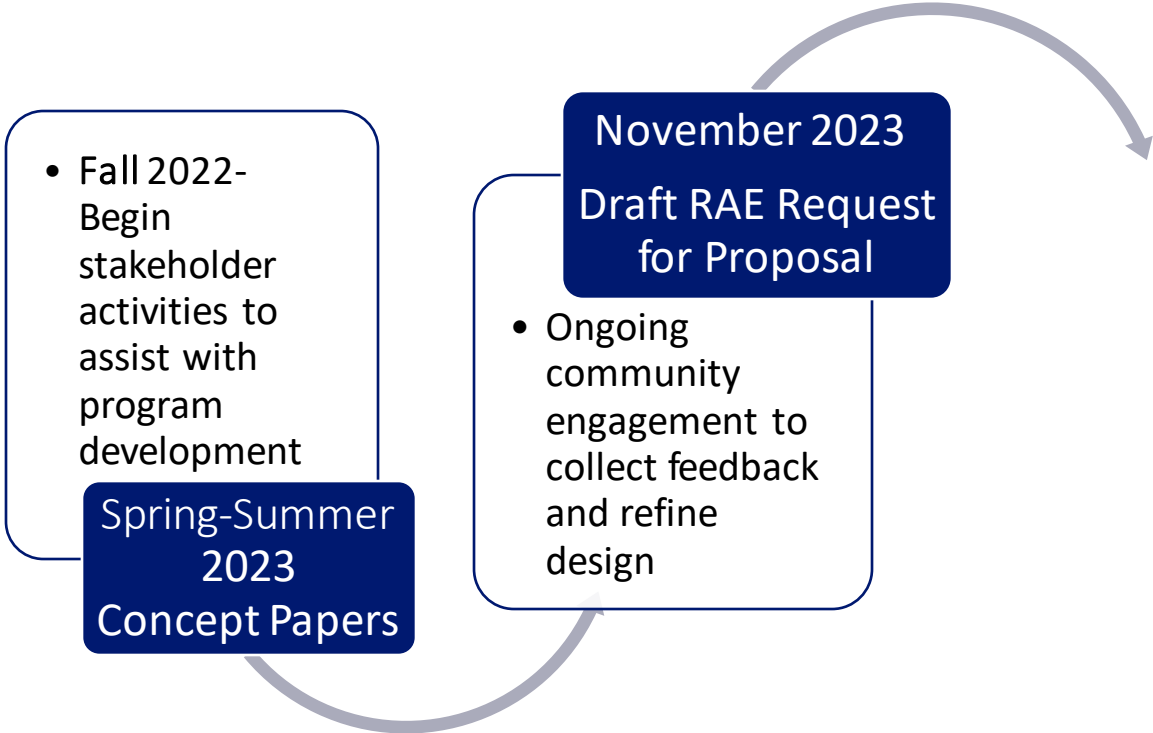 • Fall 2022-
Begin
stakeholder
activities to
assist with
program
development
Spring-Summer
2023
Concept Papers
November 2023
Draft RAE Request
for Proposal
• Ongoing
community
engagement to
collect feedback
and refine
design